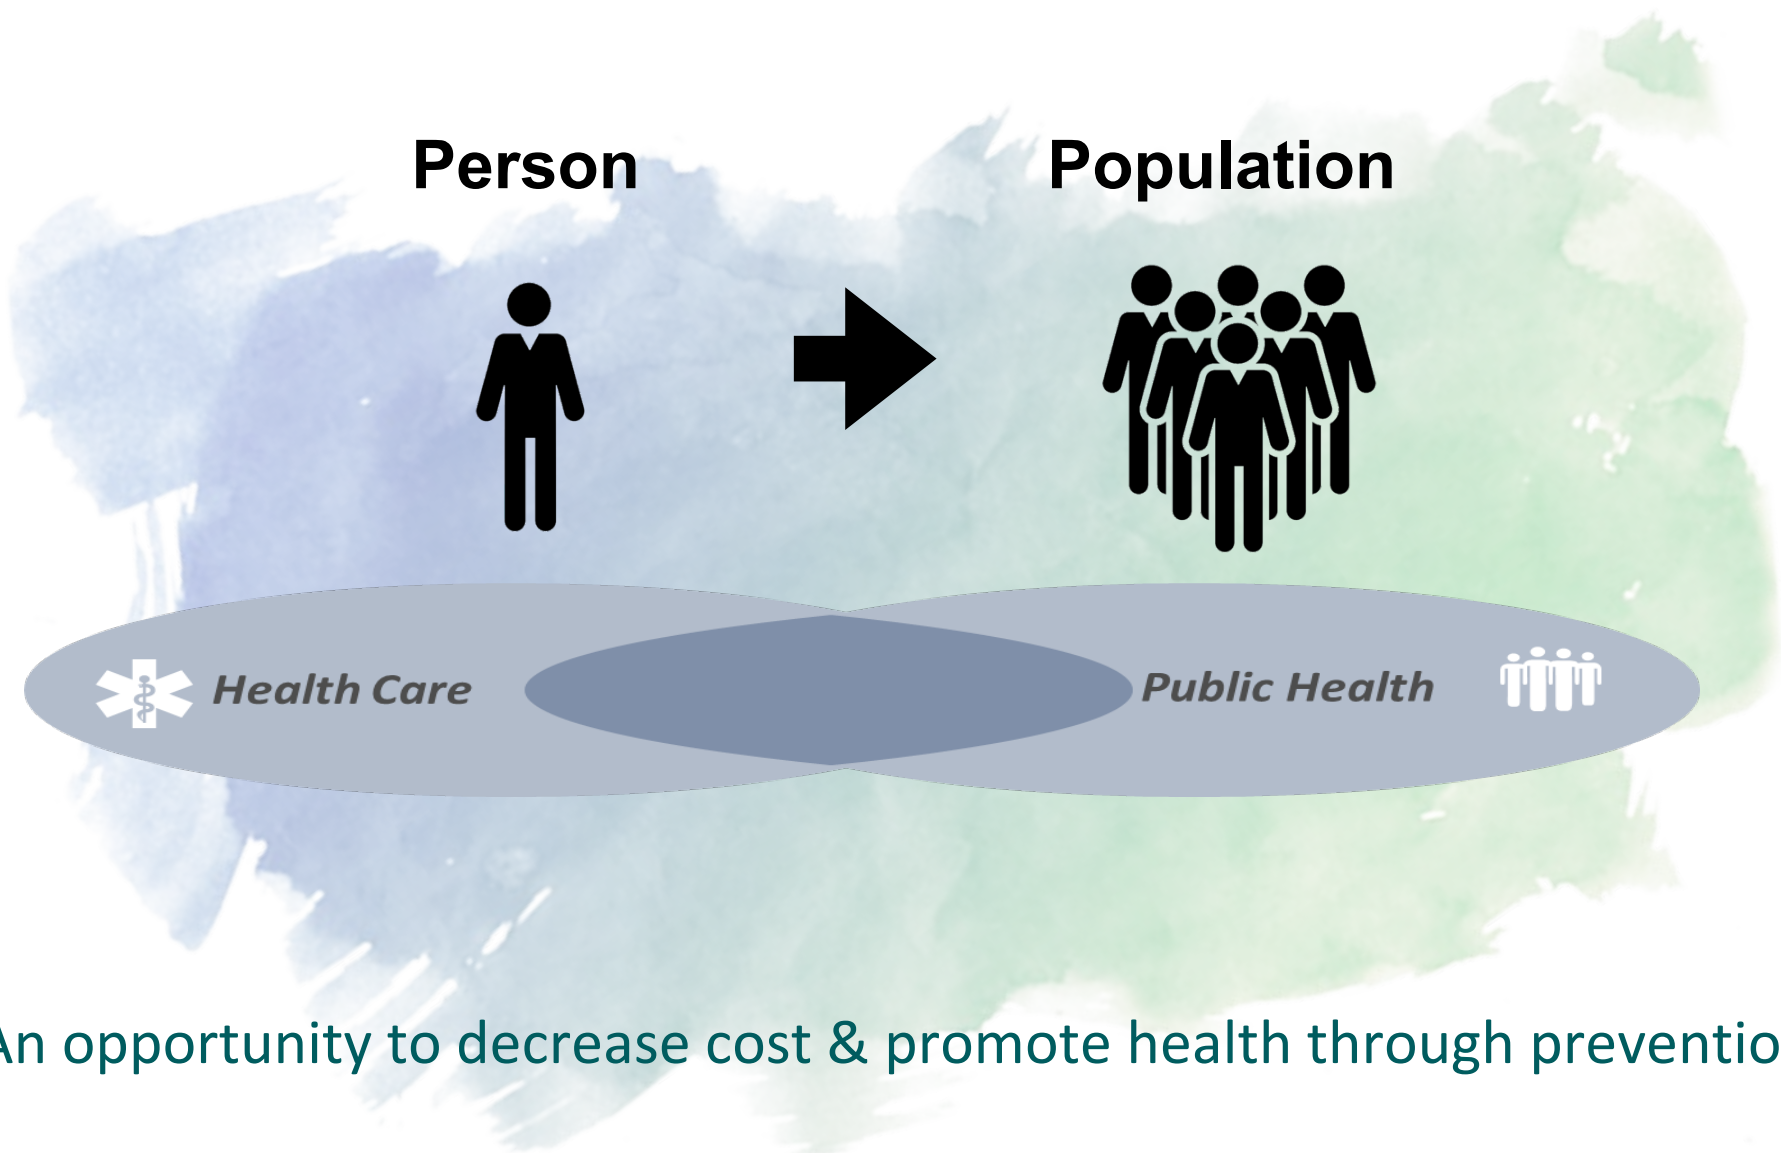 Person
Population
Health Care
Public Health
An opportunity to decrease cost & promote health through preventio